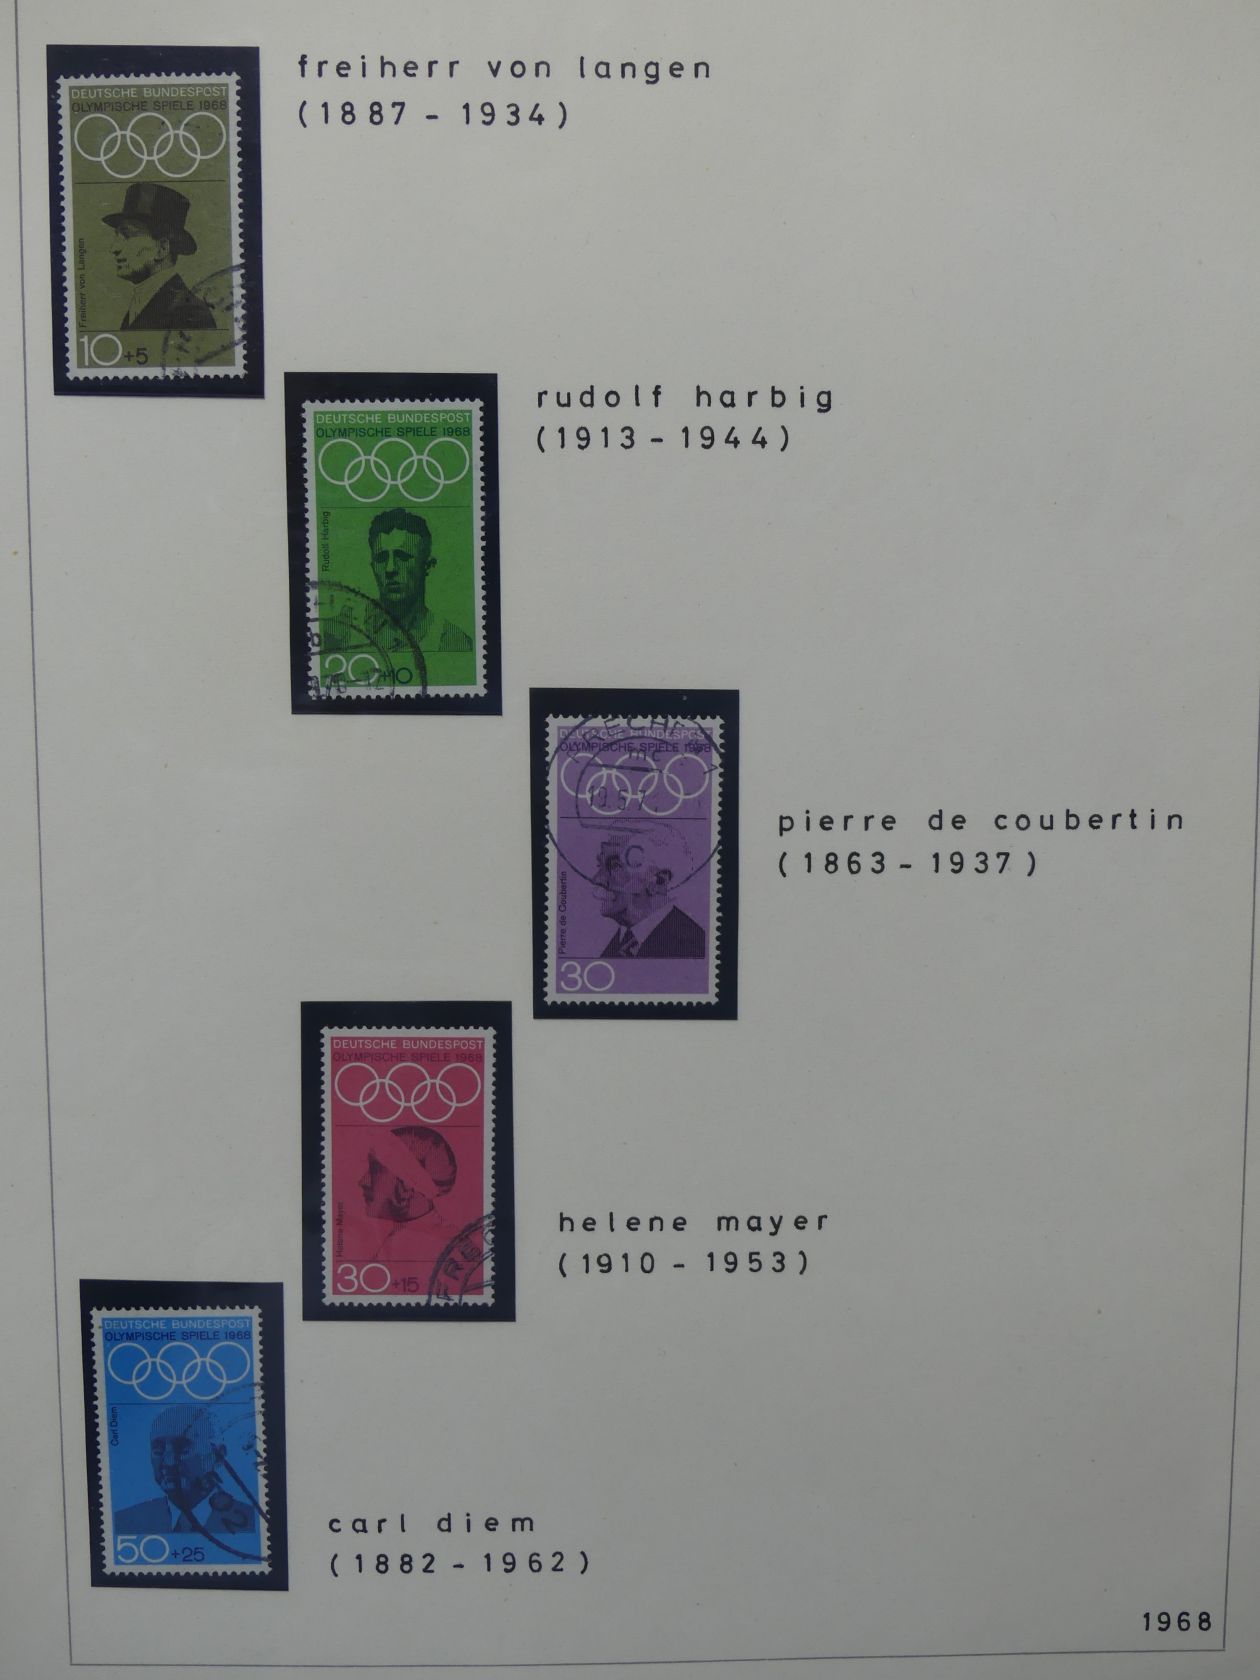 freiherr von langen
(1887 - 1934)
DEUTSCHE BUNDESPOST
OLYMPISCHE SPIELE 1968
Freiherr von Langen
10+5
rudolf harbig
(1913 - 1944)
DEUTSCHE BUNDESPOST
OLYMPISCHE SPIELE 1968
Rudolf Harbig
20+10
pierre de coubertin
(1863 - 1937)
DEUTSCHE BUNDESPOST
OLYMPISCHE SPIELE 1968
Pierre de Coubertin
30
helene mayer
(1910 - 1953)
DEUTSCHE BUNDESPOST
OLYMPISCHE SPIELE 1968
Helene Mayer
30+15
carl diem
(1882 - 1962)
DEUTSCHE BUNDESPOST
OLYMPISCHE SPIELE 1968
Carl Diem
50+25
1968